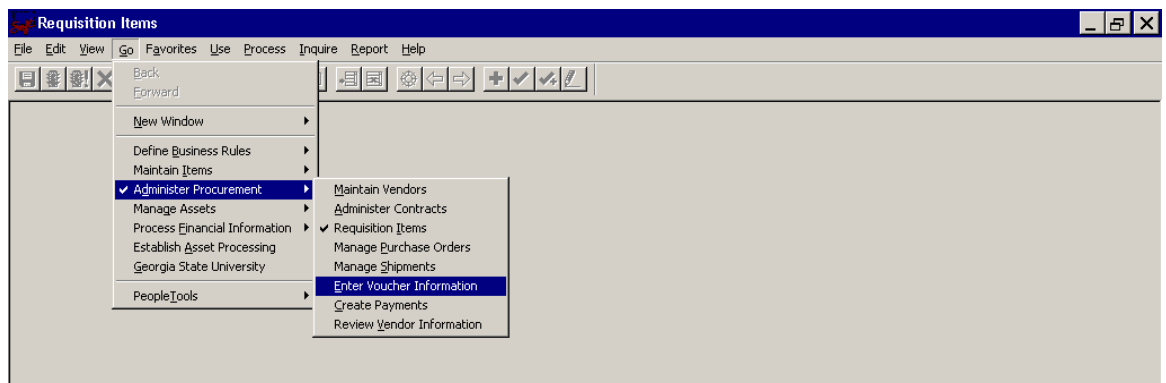 Requisition Items
File Edit View Go Favorites Use Process Inquire Report Help
Back
Forward
New Window
Define Business Rules
Maintain Items
Administer Procurement
Manage Assets
Process Financial Information
Establish Asset Processing
Georgia State University
PeopleTools
Maintain Vendors
Administer Contracts
Requisition Items
Manage Purchase Orders
Manage Shipments
Enter Voucher Information
Create Payments
Review Vendor Information